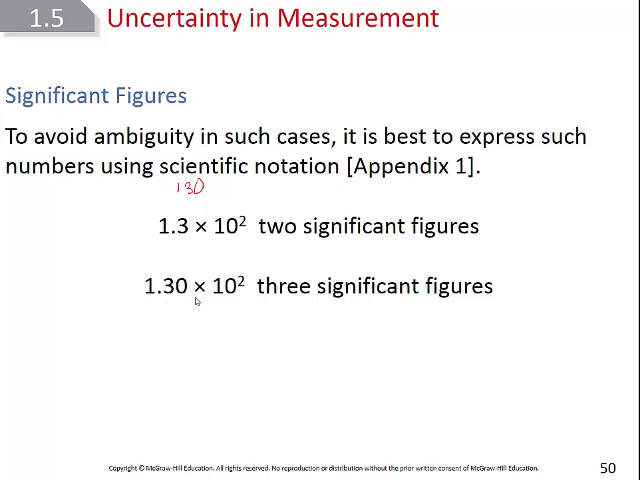 1.5 Uncertainty in Measurement
Significant Figures
To avoid ambiguity in such cases, it is best to express such
numbers using scientific notation [Appendix 1].
130
1.3 × 10² two significant figures
1.30 × 10² three significant figures
Copyright © McGraw-Hill Education. All rights reserved. No reproduction or distribution without the prior written consent of McGraw-Hill Education.
50